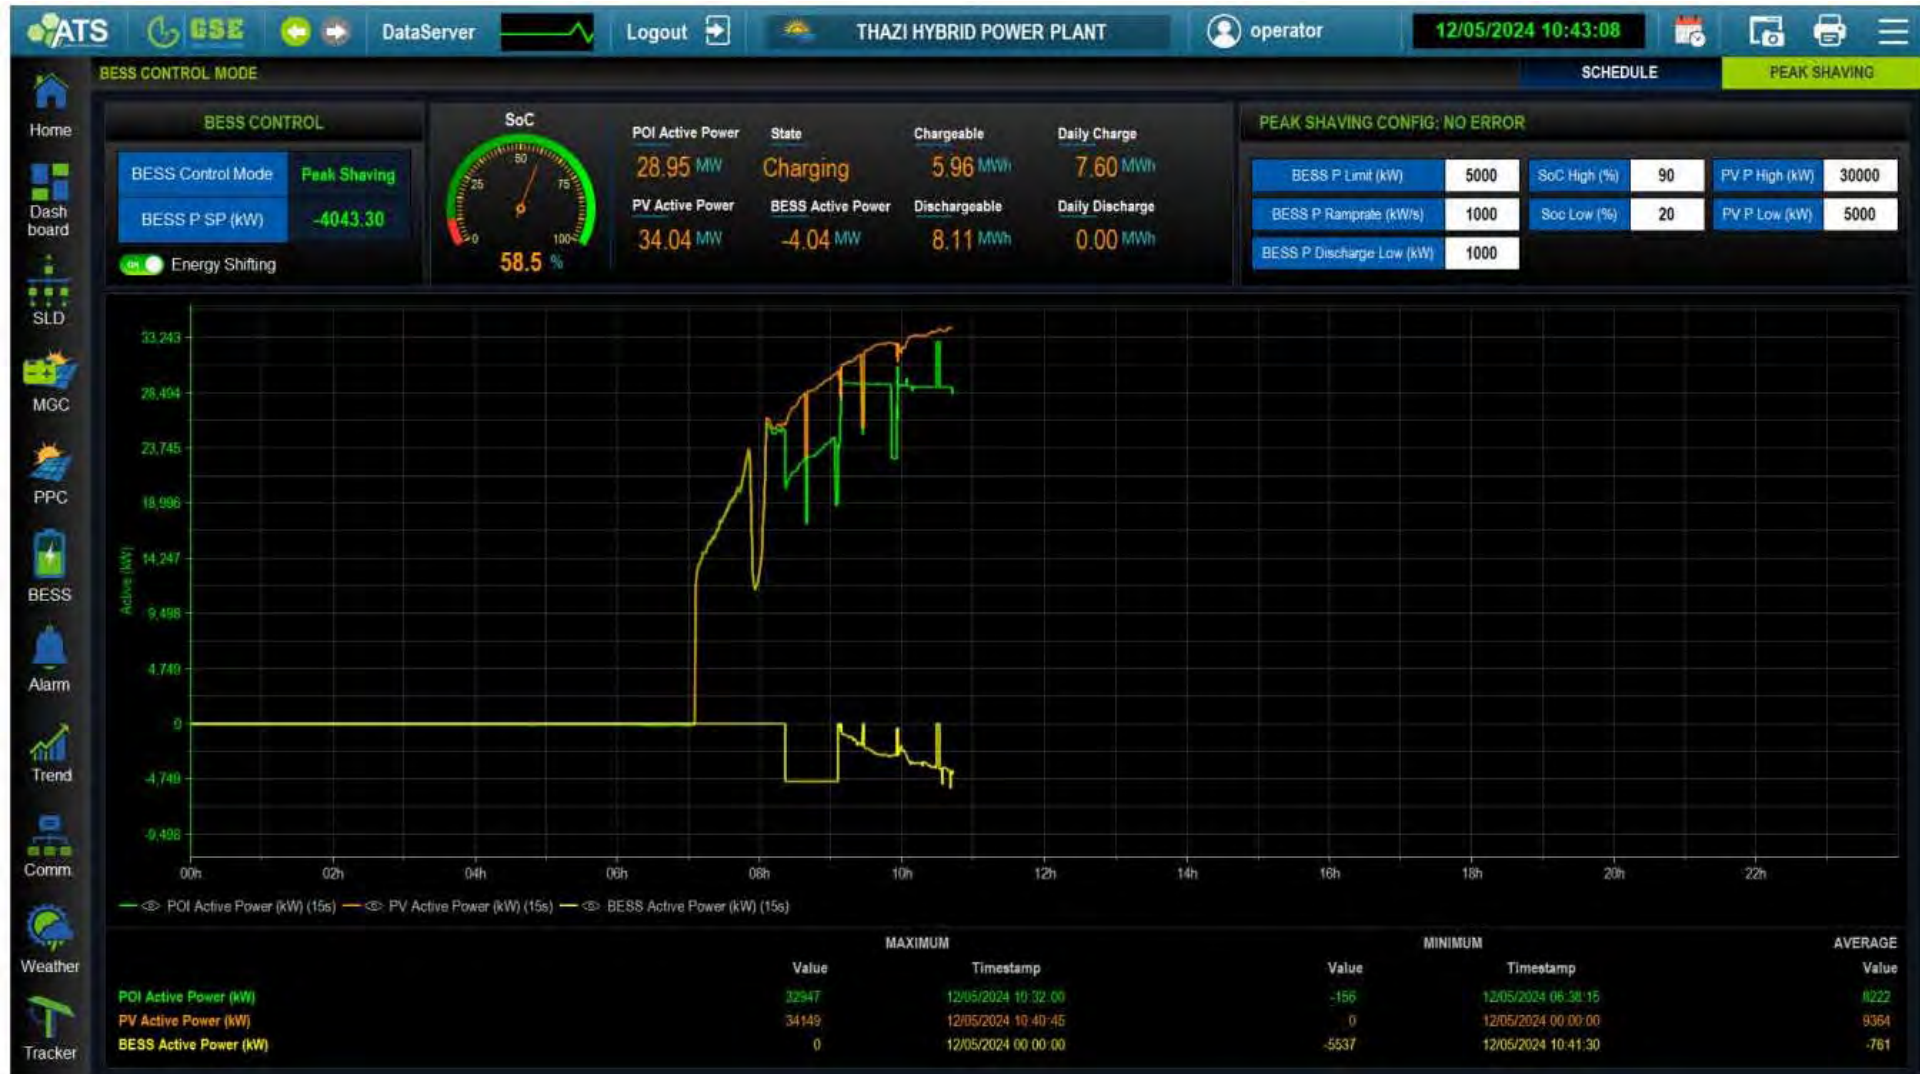 ATS GSE DataServer Logout THAZI HYBRID POWER PLANT operator 12/05/2024 10:43:08
BESS CONTROL MODE SCHEDULE PEAK SHAVING
Home
Dash
board
SLD
MGC
PPC
BESS
Alarm
Trend
Comm.
Weather
Tracker
BESS CONTROL
BESS Control Mode Peak Shaving
BESS P SP (kW) -4043.30
ON Energy Shifting
SoC
0 25 50 75 100
58.5 %
POI Active Power State Chargeable Daily Charge
28.95 MW Charging 5.96 MWh 7.60 MWh
PV Active Power BESS Active Power Dischargeable Daily Discharge
34.04 MW -4.04 MW 8.11 MWh 0.00 MWh
PEAK SHAVING CONFIG: NO ERROR
BESS P Limit (kW) 5000 SoC High (%) 90 PV P High (kW) 30000
BESS P Ramprate (kW/s) 1000 Soc Low (%) 20 PV P Low (kW) 5000
BESS P Discharge Low (kW) 1000
Active (kW)
33,243
28,494
23,745
18,996
14,247
9,498
4,749
0
-4,749
-9,498
00h 02h 04h 06h 08h 10h 12h 14h 16h 18h 20h 22h
POI Active Power (kW) (15s) PV Active Power (kW) (15s) BESS Active Power (kW) (15s)
MAXIMUM MINIMUM AVERAGE
Value Timestamp Value Timestamp Value
POI Active Power (kW) 32947 12/05/2024 10:32:00 -156 12/05/2024 06:38:15 8222
PV Active Power (kW) 34149 12/05/2024 10:40:45 0 12/05/2024 00:00:00 9364
BESS Active Power (kW) 0 12/05/2024 00:00:00 -5537 12/05/2024 10:41:30 -761